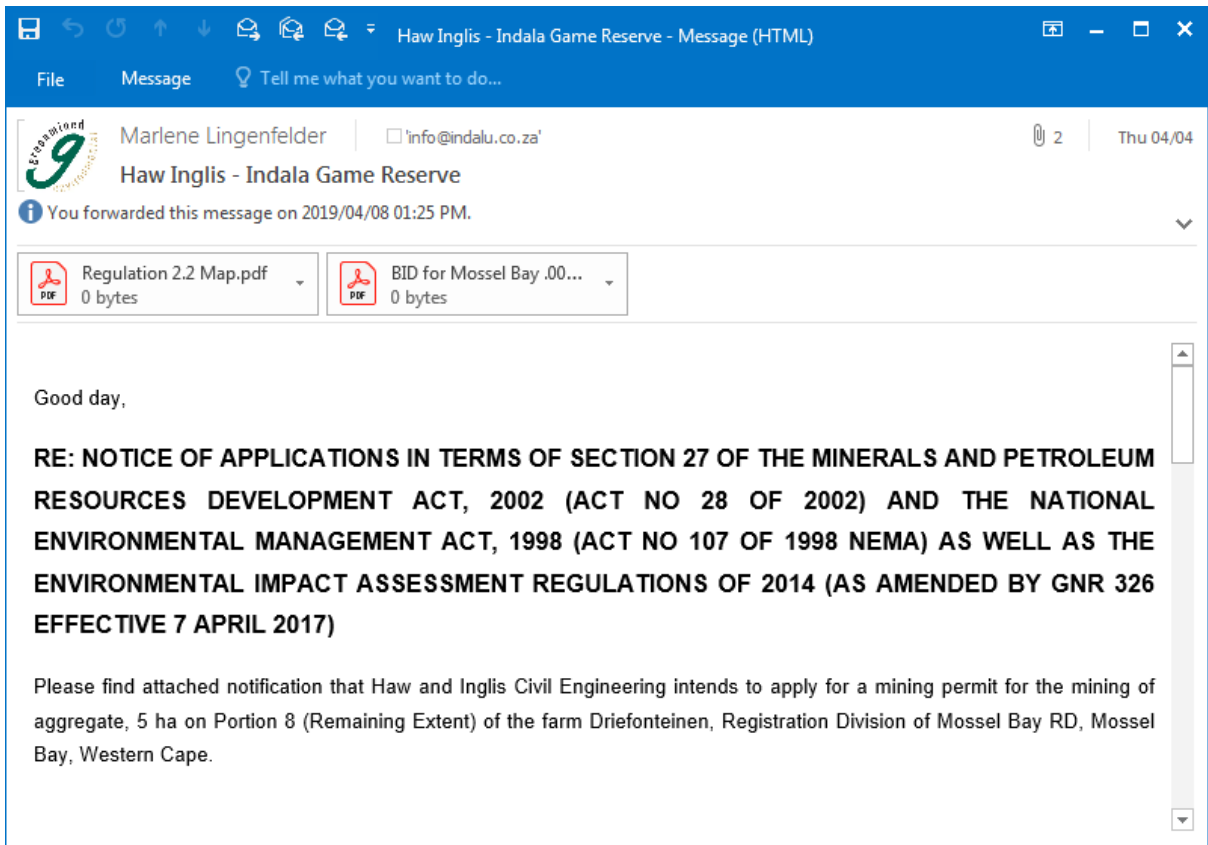 Haw Inglis - Indala Game Reserve - Message (HTML)
File Message Tell me what you want to do...
Marlene Lingenfelder 'info@indalu.co.za' 2 Thu 04/04
Haw Inglis - Indala Game Reserve
You forwarded this message on 2019/04/08 01:25 PM.
Regulation 2.2 Map.pdf
0 bytes
BID for Mossel Bay .00...
0 bytes
PDF
PDF
Good day,
RE: NOTICE OF APPLICATIONS IN TERMS OF SECTION 27 OF THE MINERALS AND PETROLEUM
RESOURCES DEVELOPMENT ACT, 2002 (ACT NO 28 OF 2002) AND THE NATIONAL
ENVIRONMENTAL MANAGEMENT ACT, 1998 (ACT NO 107 OF 1998 NEMA) AS WELL AS THE
ENVIRONMENTAL IMPACT ASSESSMENT REGULATIONS OF 2014 (AS AMENDED BY GNR 326
EFFECTIVE 7 APRIL 2017)
Please find attached notification that Haw and Inglis Civil Engineering intends to apply for a mining permit for the mining of
aggregate, 5 ha on Portion 8 (Remaining Extent) of the farm Driefonteinen, Registration Division of Mossel Bay RD, Mossel
Bay, Western Cape.